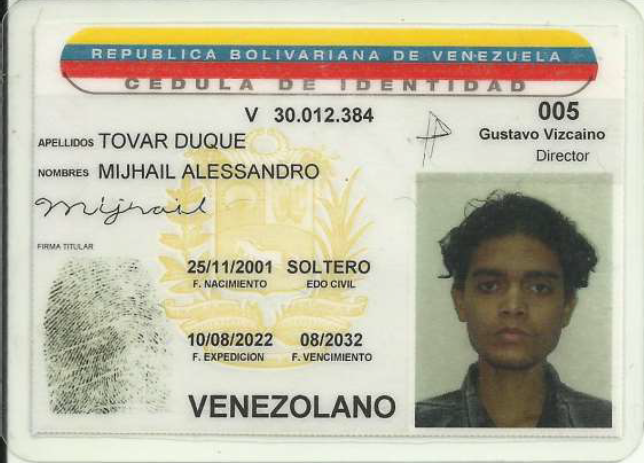 REPUBLICA BOLIVARIANA DE VENEZUELA
CEDULA DE IDENTIDAD
V 30.012.384
005
Gustavo Vizcaino
Director
APELLIDOS TOVAR DUQUE
NOMBRES MIJHAIL ALESSANDRO
Mijhail
FIRMA TITULAR
25/11/2001 SOLTERO
F. NACIMIENTO EDO CIVIL
10/08/2022 08/2032
F. EXPEDICION F. VENCIMIENTO
VENEZOLANO